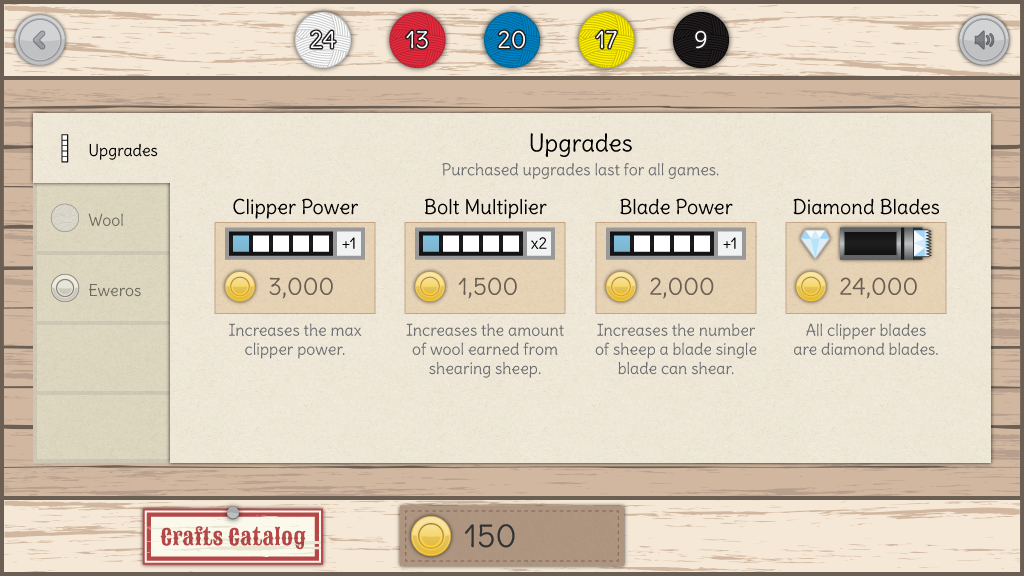 24 13 20 17 9
Upgrades
Wool
Eweros
Upgrades
Purchased upgrades last for all games.
Clipper Power
+1
3,000
Increases the max
clipper power.
Bolt Multiplier
x2
1,500
Increases the amount
of wool earned from
shearing sheep.
Blade Power
+1
2,000
Increases the number
of sheep a blade single
blade can shear.
Diamond Blades
24,000
All clipper blades
are diamond blades.
Crafts Catalog
150